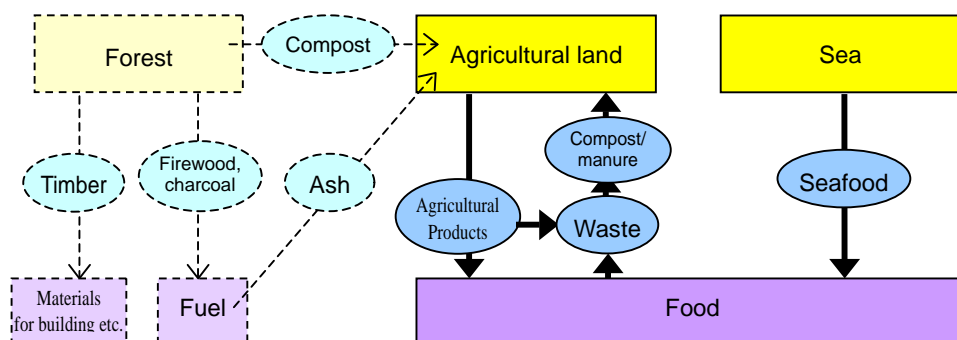 Forest
Compost
Agricultural land
Sea
Timber
Firewood,
charcoal
Ash
Compost/
manure
Agricultural
Products
Waste
Seafood
Materials
for building etc.
Fuel
Food